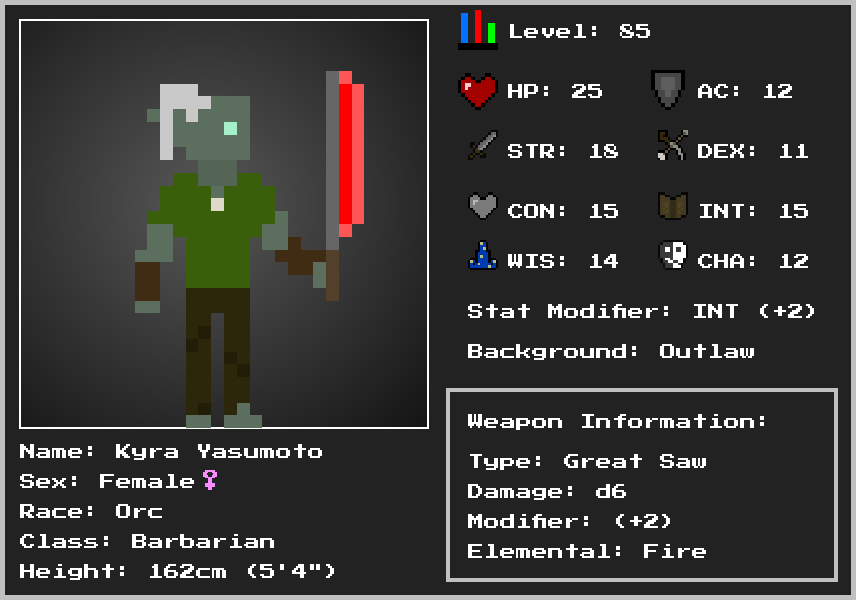 Level: 85
HP: 25
AC: 12
STR: 18
DEX: 11
CON: 15
INT: 15
WIS: 14
CHA: 12
Stat Modifier: INT (+2)
Background: Outlaw
Weapon Information:
Type: Great Saw
Damage: d6
Modifier: (+2)
Elemental: Fire
Name: Kyra Yasumoto
Sex: Female♀
Race: Orc
Class: Barbarian
Height: 162cm (5'4")